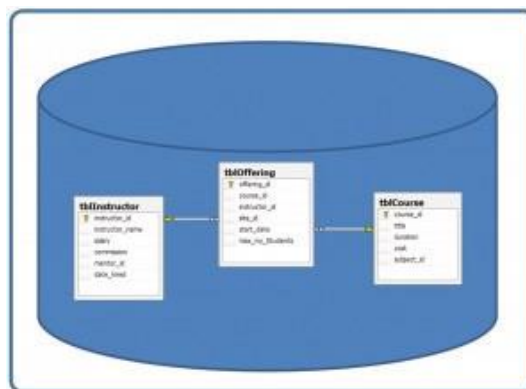 tblInstructor
instructor_id
instructor_name
salary
commission
mentor_id
date_hired
tblOffering
offering_id
course_id
instructor_id
site_id
start_date
max_no_Students
tblCourse
course_id
title
duration
cost
subject_id